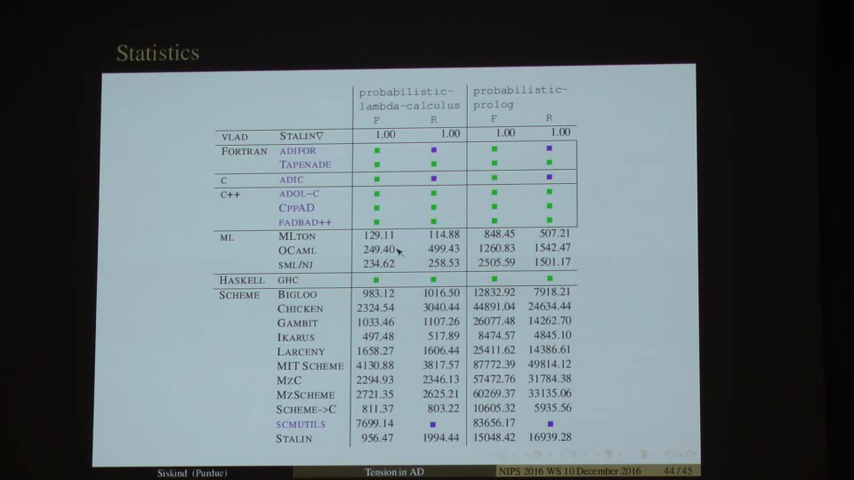 Statistics
probabilistic- probabilistic-
lambda-calculus prolog
F R F R
VLAD STALIN∇ 1.00 1.00 1.00 1.00
FORTRAN ADIFOR
TAPENADE
C ADIC
C++ ADOL-C
CPPAD
FADBAD++
ML MLTON 129.11 114.88 848.45 507.21
OCAML 249.40 499.43 1260.83 1542.47
SML/NJ 234.62 258.53 2505.59 1501.17
HASKELL GHC
SCHEME BIGLOO 983.12 1016.50 12832.92 7918.21
CHICKEN 2324.54 3040.44 44891.04 24634.44
GAMBIT 1033.46 1107.26 26077.48 14262.70
IKARUS 497.48 517.89 8474.57 4845.10
LARCENY 1658.27 1606.44 25411.62 14386.61
MIT SCHEME 4130.88 3817.57 87772.39 49814.12
MZC 2294.93 2346.13 57472.76 31784.38
MZSCHEME 2721.35 2625.21 60269.37 33135.06
SCHEME->C 811.37 803.22 10605.32 5935.56
SCMUTILS 7699.14 83656.17
STALIN 956.47 1994.44 15048.42 16939.28
Siskind (Purdue) Tension in AD NIPS 2016 WS 10 December 2016 44 / 45